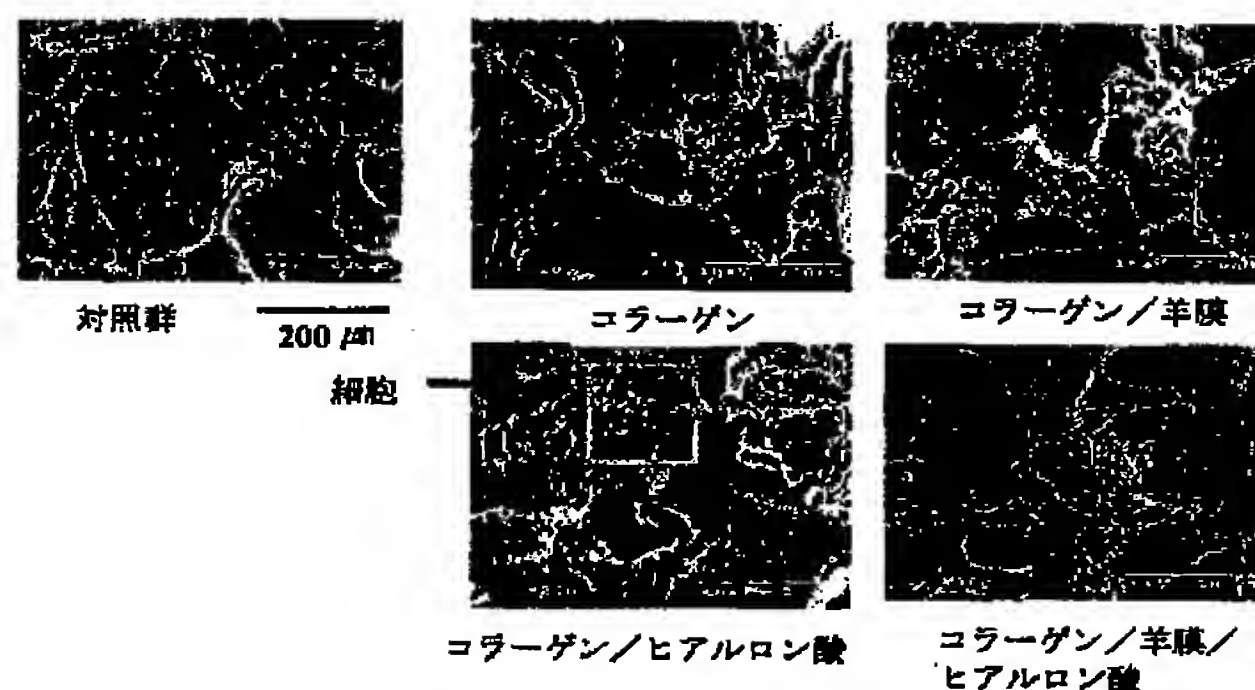 対照群
200 μm
コラーゲン
コラーゲン/羊膜
細胞
コラーゲン/ヒアルロン酸
コラーゲン/羊膜/
ヒアルロン酸